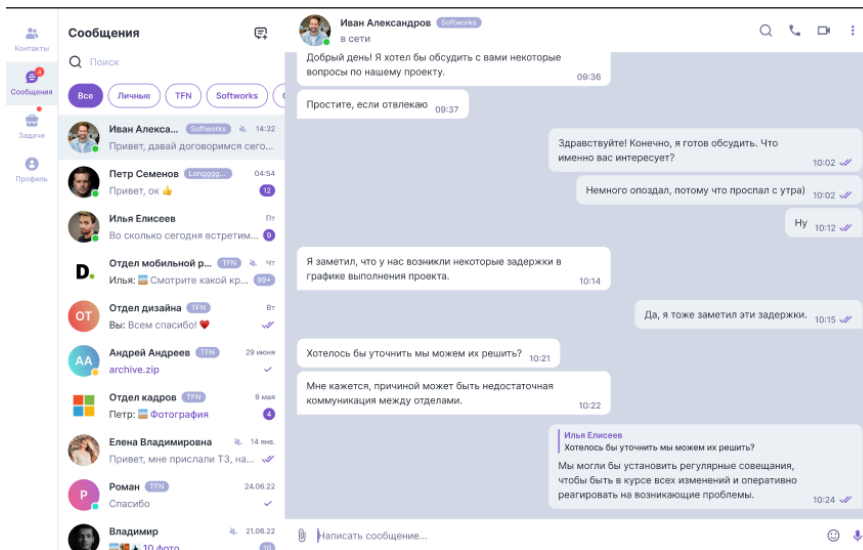 Контакты
4
Сообщения
Задачи
Профиль
Сообщения
Поиск
Все
Личные
TFN
Softworks
Иван Алекса... Softworks 14:32
Привет, давай договоримся сего...
Петр Семенов Longggg... 04:54
Привет, ок 👍 12
Илья Елисеев Пт
Во сколько сегодня встретим... 9
Отдел мобильной р... TFN Чт
Илья: Смотрите какой кр... 99+
D.
ОТ
Отдел дизайна TFN Вт
Вы: Всем спасибо! ❤️
АА
Андрей Андреев TFN 29 июня
archive.zip
Отдел кадров TFN 9 мая
Петр: Фотография 4
Елена Владимировна 14 янв.
Привет, мне прислали ТЗ, на...
Р
Роман TFN 24.06.22
Спасибо
Владимир 21.06.22
10 фото 10
Иван Александров Softworks
в сети
Добрый день! Я хотел бы обсудить с вами некоторые
вопросы по нашему проекту. 09:36
Простите, если отвлекаю 09:37
Здравствуйте! Конечно, я готов обсудить. Что
именно вас интересует? 10:02
Немного опоздал, потому что проспал с утра) 10:02
Ну 10:12
Я заметил, что у нас возникли некоторые задержки в
графике выполнения проекта. 10:14
Да, я тоже заметил эти задержки. 10:15
Хотелось бы уточнить мы можем их решить? 10:21
Мне кажется, причиной может быть недостаточная
коммуникация между отделами. 10:22
Илья Елисеев
Хотелось бы уточнить мы можем их решить?
Мы могли бы установить регулярные совещания,
чтобы быть в курсе всех изменений и оперативно
реагировать на возникающие проблемы. 10:24
Написать сообщение...